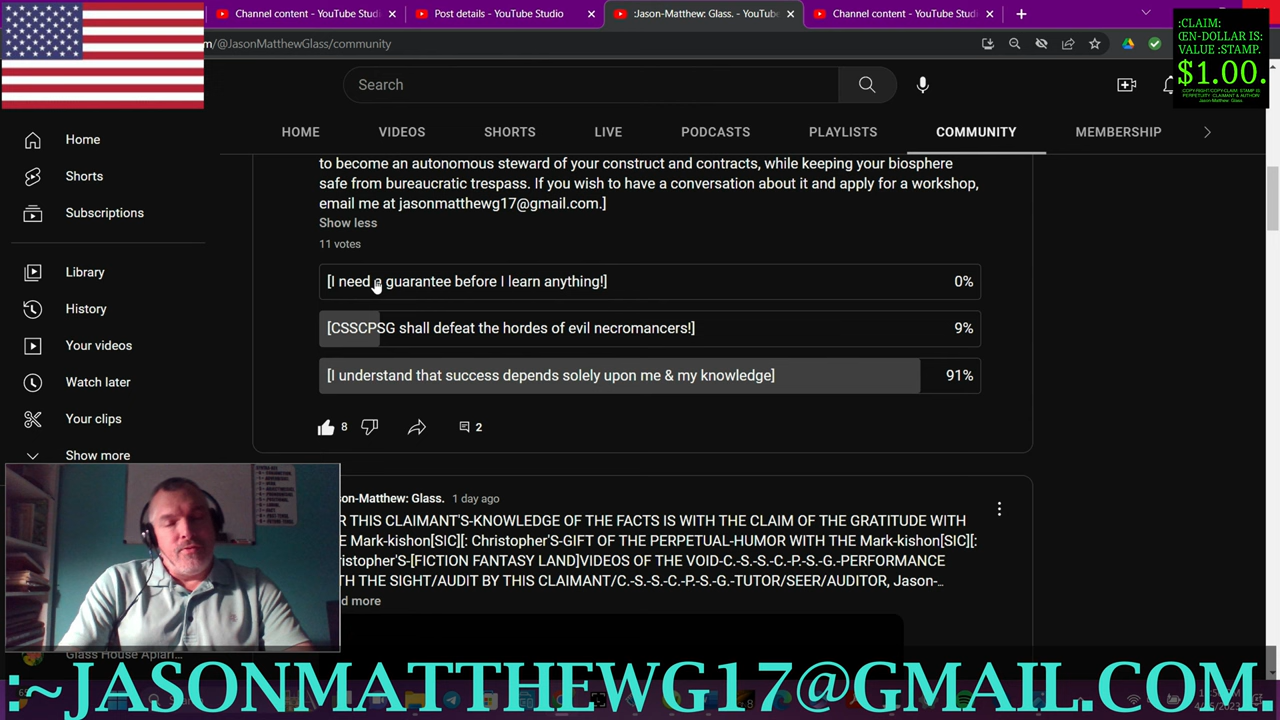 Channel content - YouTube Studi
Post details - YouTube Studio
:Jason-Matthew:
Channel content - YouTube Studi
/@JasonMatthewGlass/community
:CLAIM:
VALUE :STAMP.
$1.00.
Search
HOME
VIDEOS
SHORTS
LIVE
PODCASTS
PLAYLISTS
COMMUNITY
MEMBERSHIP
Home
Shorts
Subscriptions
Library
History
Your videos
Watch later
Your clips
Show more
to become an autonomous steward of your construct and contracts, while keeping your biosphere
safe from bureaucratic trespass. If you wish to have a conversation about it and apply for a workshop,
email me at jasonmatthewg17@gmail.com.]
Show less
11 votes
[I need a guarantee before I learn anything!]
0%
[CSSCPSG shall defeat the hordes of evil necromancers!]
9%
[I understand that success depends solely upon me & my knowledge]
91%
8
2
on-Matthew: Glass. 1 day ago
R THIS CLAIMANT'S-KNOWLEDGE OF THE FACTS IS WITH THE CLAIM OF THE GRATITUDE WITH
Mark-kishon[SIC][: Christopher'S-GIFT OF THE PERPETUAL-HUMOR WITH THE Mark-kishon[SIC][:
ristopher'S-[FICTION FANTASY LAND]VIDEOS OF THE VOID-C.-S.-S.-C.-P.-S.-G.-PERFORMANCE
TH THE SIGHT/AUDIT BY THIS CLAIMANT/C.-S.-S.-C.-P.-S.-G.-TUTOR/SEER/AUDITOR, Jason-…
d more
Glass House Apiari...
:~JASONMATTHEWG17@GMAIL.COM.